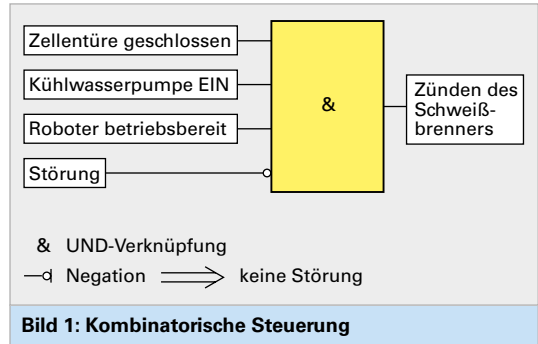 Zellentüre geschlossen
Kühlwasserpumpe EIN
Roboter betriebsbereit
Störung
&
Zünden des
Schweiß-
brenners
& UND-Verknüpfung
Negation keine Störung
Bild 1: Kombinatorische Steuerung